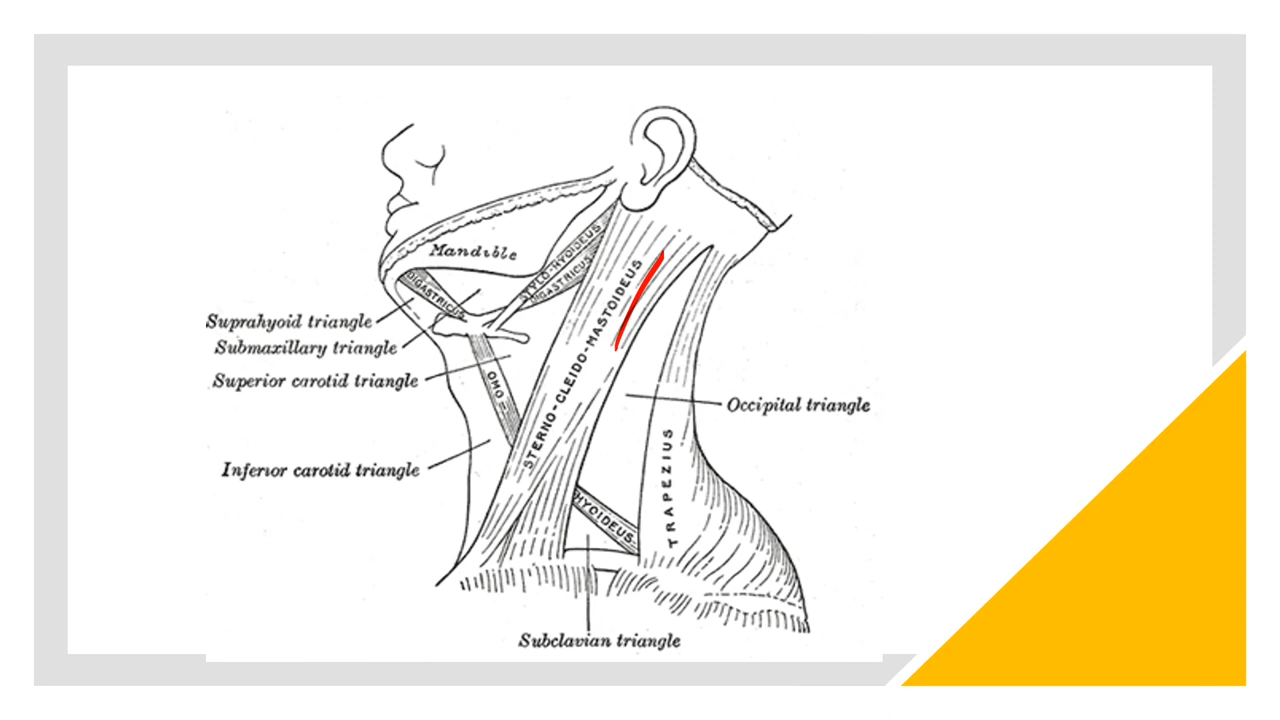 Mandible
STYLO-HYOIDEUS
DIGASTRICUS
DIGASTRICUS
Suprahyoid triangle
Submaxillary triangle
Superior carotid triangle
OMO=
STERNO-CLEIDO-MASTOIDEUS
Occipital triangle
Inferior carotid triangle
TRAPEZIUS
HYOIDEUS
Subclavian triangle